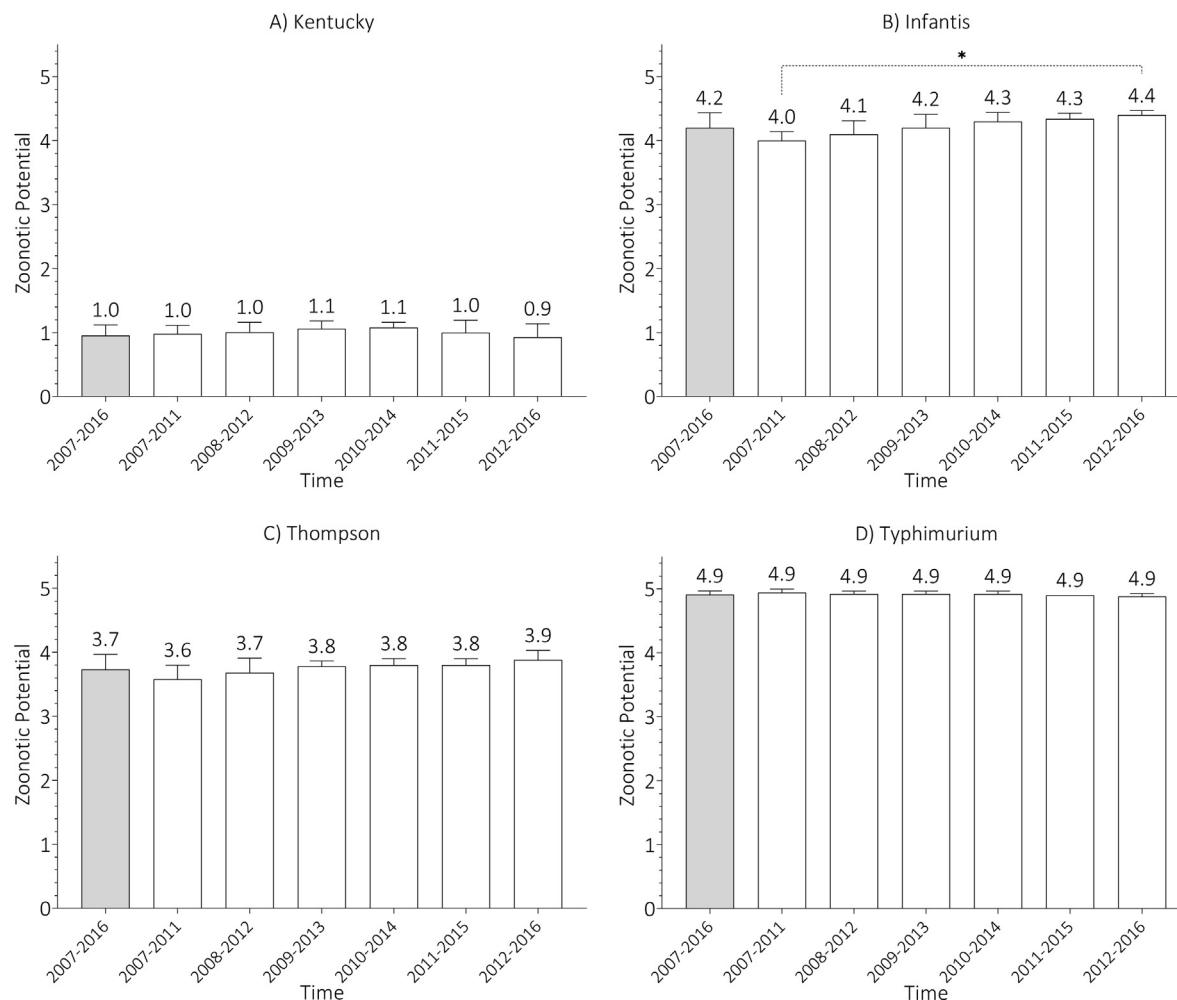 A) Kentucky
Zoonotic Potential
5
4
3
2
1
0
1.0 1.0 1.0 1.1 1.1 1.0 0.9
2007-2016 2007-2011 2008-2012 2009-2013 2010-2014 2011-2015 2012-2016
Time
B) Infantis
Zoonotic Potential
5
4
3
2
1
0
*
4.2 4.0 4.1 4.2 4.3 4.3 4.4
2007-2016 2007-2011 2008-2012 2009-2013 2010-2014 2011-2015 2012-2016
Time
C) Thompson
Zoonotic Potential
5
4
3
2
1
0
3.7 3.6 3.7 3.8 3.8 3.8 3.9
2007-2016 2007-2011 2008-2012 2009-2013 2010-2014 2011-2015 2012-2016
Time
D) Typhimurium
Zoonotic Potential
5
4
3
2
1
0
4.9 4.9 4.9 4.9 4.9 4.9 4.9
2007-2016 2007-2011 2008-2012 2009-2013 2010-2014 2011-2015 2012-2016
Time